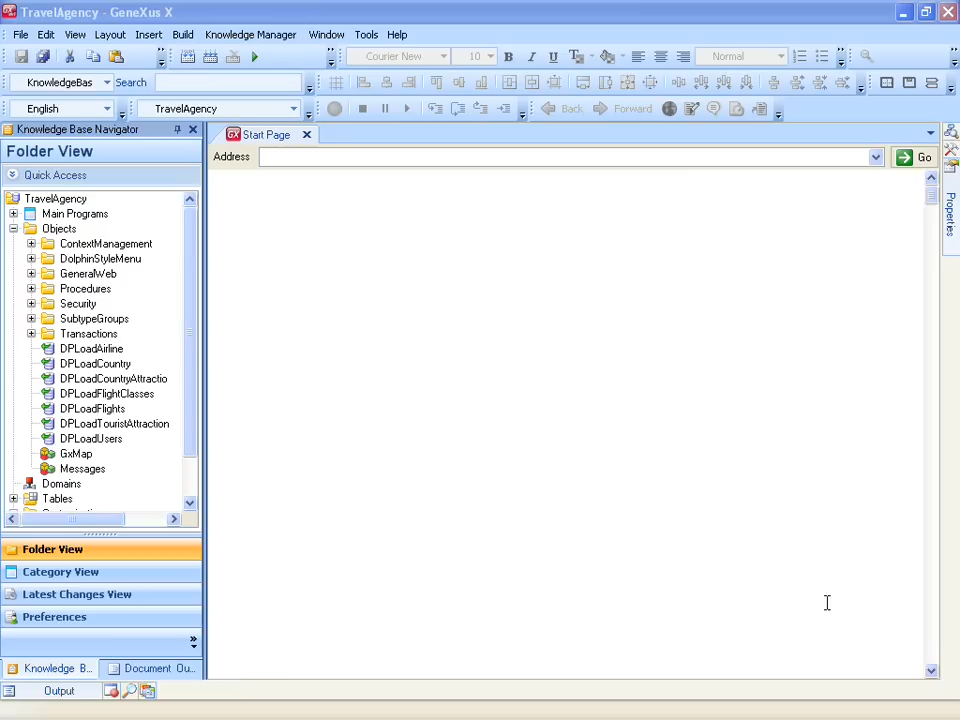 TravelAgency - GeneXus X
File Edit View Layout Insert Build Knowledge Manager Window Tools Help
Courier New 10 Normal
KnowledgeBas Search
English TravelAgency Back Forward
Knowledge Base Navigator
Start Page
Folder View
Address Go
Quick Access
TravelAgency
Main Programs
Objects
ContextManagement
DolphinStyleMenu
GeneralWeb
Procedures
Security
SubtypeGroups
Transactions
DPLoadAirline
DPLoadCountry
DPLoadCountryAttractio
DPLoadFlightClasses
DPLoadFlights
DPLoadTouristAttraction
DPLoadUsers
GxMap
Messages
Domains
Tables
Properties
Folder View
Category View
Latest Changes View
Preferences
Knowledge B... Document Ou...
Output